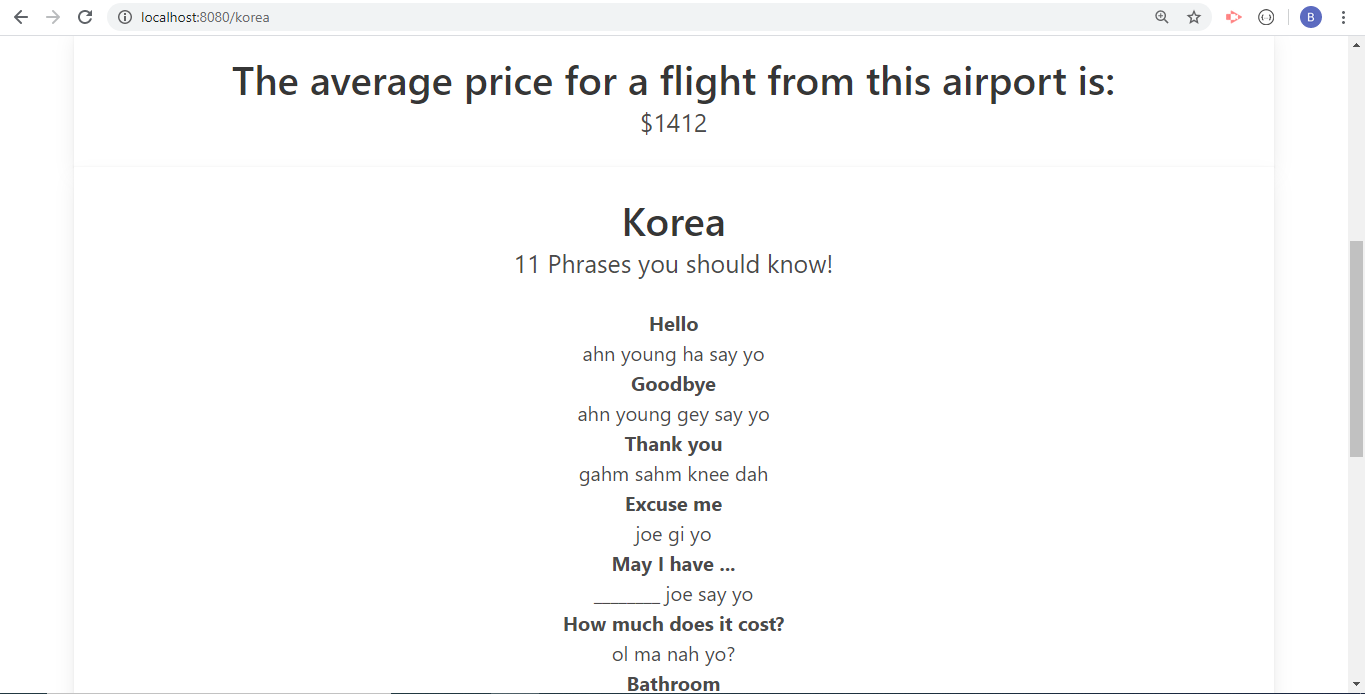 localhost:8080/korea
B
The average price for a flight from this airport is:
$1412
Korea
11 Phrases you should know!
Hello
ahn young ha say yo
Goodbye
ahn young gey say yo
Thank you
gahm sahm knee dah
Excuse me
joe gi yo
May I have ...
________ joe say yo
How much does it cost?
ol ma nah yo?
Bathroom